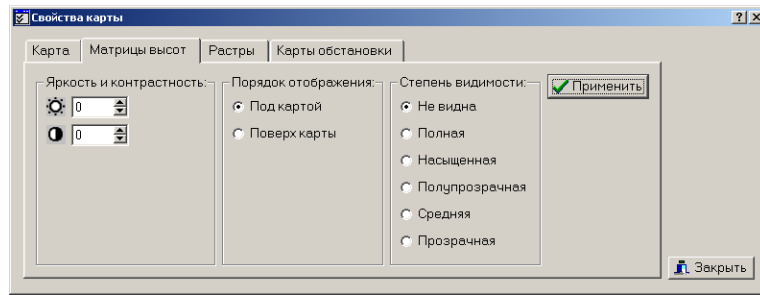 Свойства карты
Карта Матрицы высот Растры Карты обстановки
Яркость и контрастность: Порядок отображения: Степень видимости: Применить
0 Под картой Не видна
0 Поверх карты Полная
Насыщенная
Полупрозрачная
Средняя
Прозрачная
Закрыть